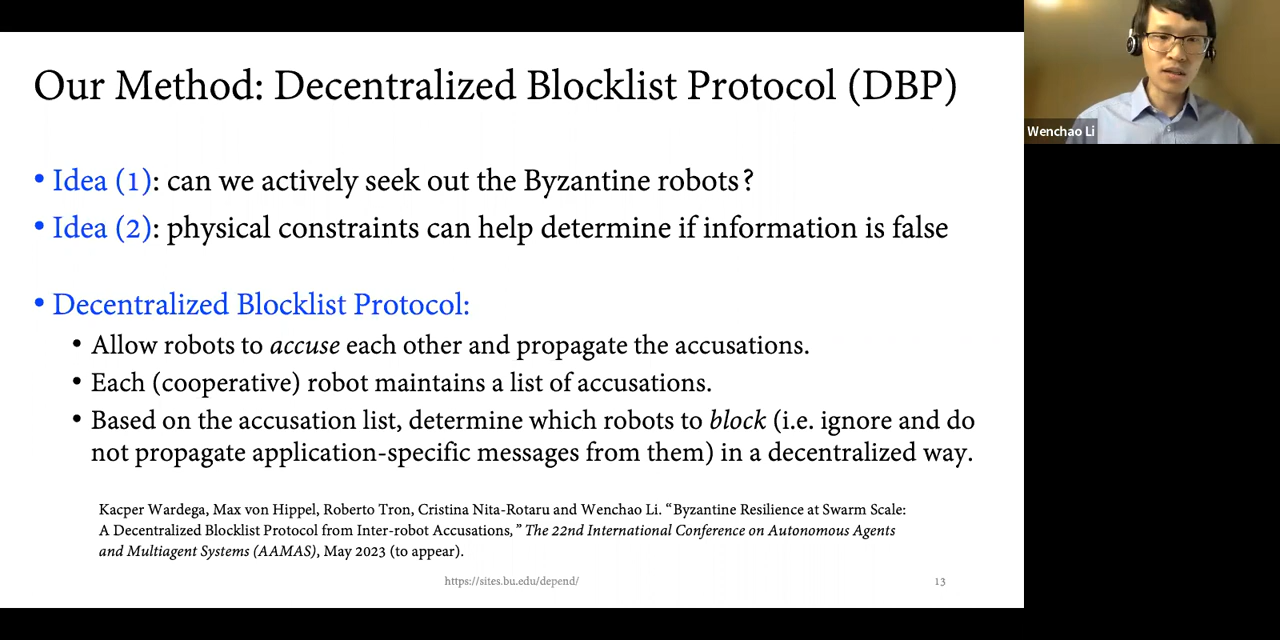 Our Method: Decentralized Blocklist Protocol (DBP)
• Idea (1): can we actively seek out the Byzantine robots?
• Idea (2): physical constraints can help determine if information is false
• Decentralized Blocklist Protocol:
• Allow robots to accuse each other and propagate the accusations.
• Each (cooperative) robot maintains a list of accusations.
• Based on the accusation list, determine which robots to block (i.e. ignore and do
not propagate application-specific messages from them) in a decentralized way.
Kacper Wardega, Max von Hippel, Roberto Tron, Cristina Nita-Rotaru and Wenchao Li. “Byzantine Resilience at Swarm Scale:
A Decentralized Blocklist Protocol from Inter-robot Accusations,” The 22nd International Conference on Autonomous Agents
and Multiagent Systems (AAMAS), May 2023 (to appear).
https://sites.bu.edu/depend/
13
Wenchao Li